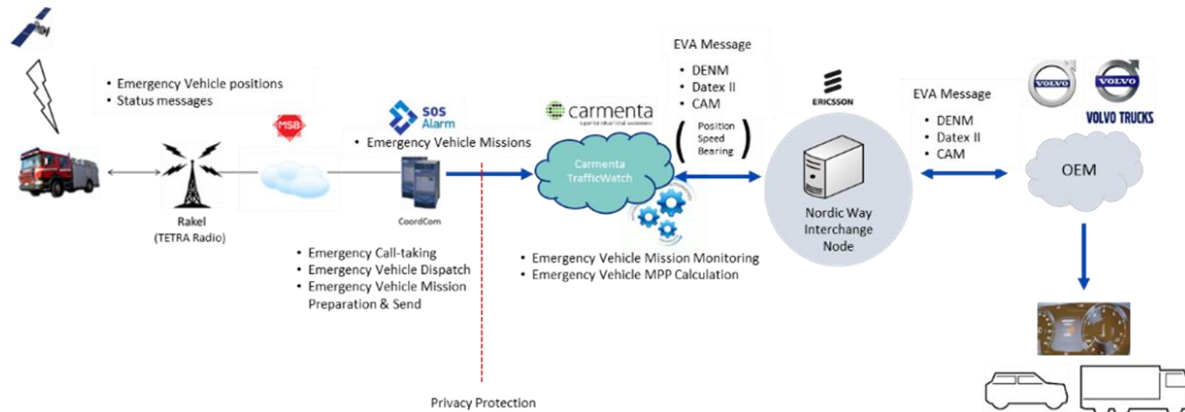 • Emergency Vehicle positions
• Status messages
MSB
Rakel
(TETRA Radio)
SOS
Alarm
• Emergency Vehicle Missions
CoordCom
• Emergency Call-taking
• Emergency Vehicle Dispatch
• Emergency Vehicle Mission
Preparation & Send
Privacy Protection
carmenta
Carmenta
TrafficWatch
• Emergency Vehicle Mission Monitoring
• Emergency Vehicle MPP Calculation
EVA Message
• DENM
• Datex II
• CAM
( Position
Speed
Bearing )
ERICSSON
Nordic Way
Interchange
Node
EVA Message
• DENM
• Datex II
• CAM
VOLVO
VOLVO
VOLVO TRUCKS
OEM